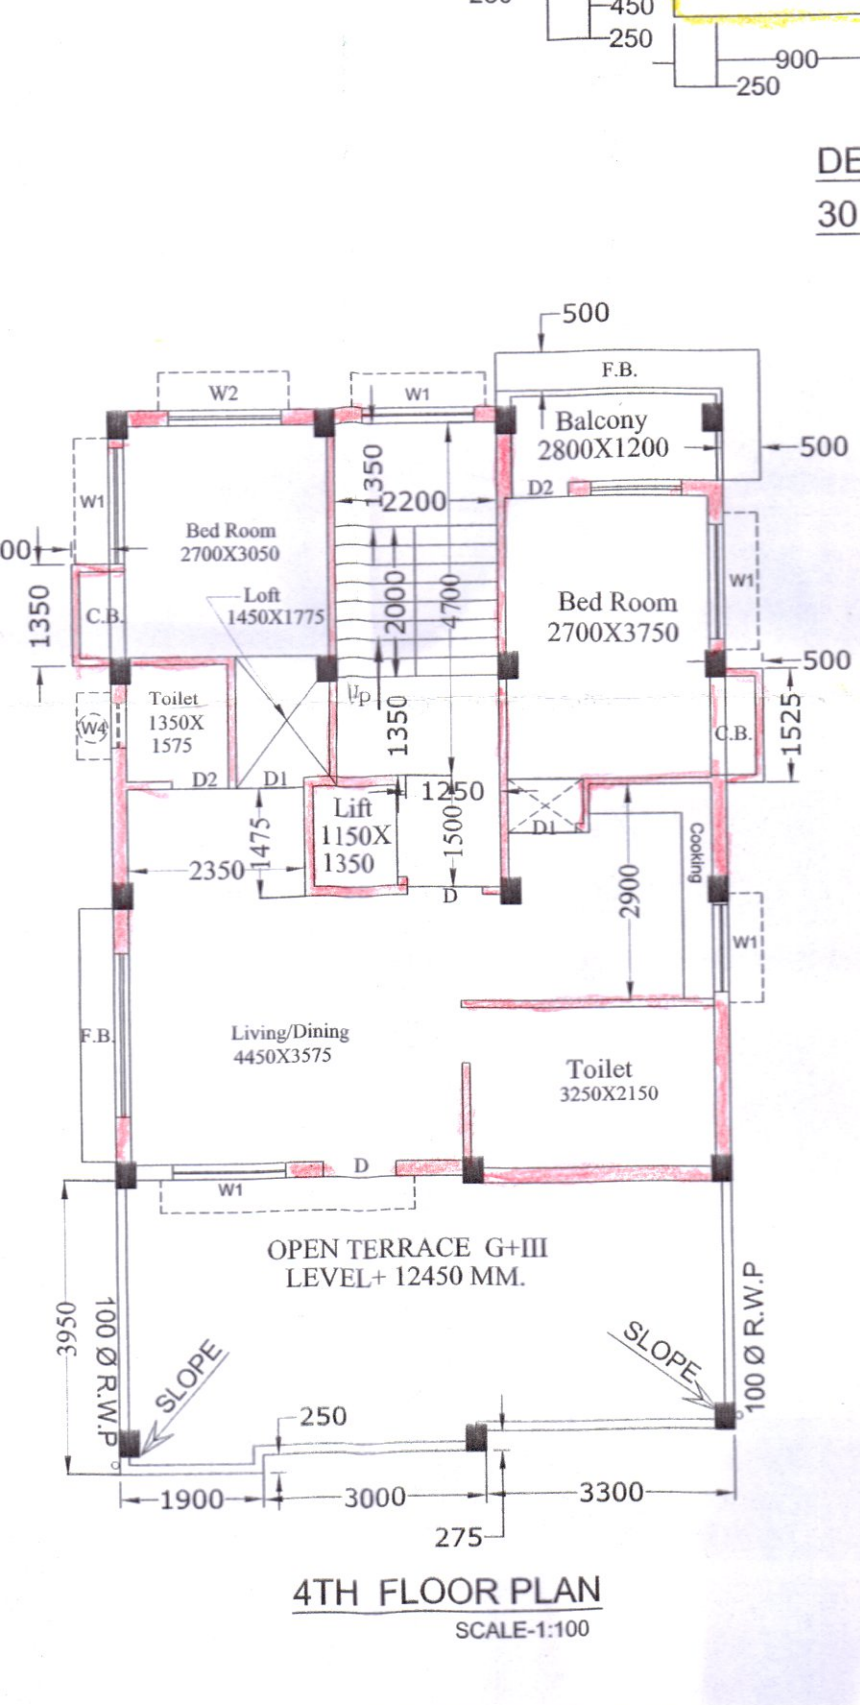 450
250
900
250
DE
30
500
F.B.
W2
W1
Balcony
2800X1200
500
1350
2200
D2
W1
Bed Room
2700X3050
00
W1
Loft
1450X1775
2000
4700
Bed Room
2700X3750
1350
C.B.
500
Up
Toilet
1350X
1575
W4
1350
C.B.
1525
D2
D1
1250
Lift
1150X
1350
1500
D1
1475
2350
Cooking
2900
D
W1
F.B.
Living/Dining
4450X3575
Toilet
3250X2150
D
W1
OPEN TERRACE G+III
LEVEL+ 12450 MM.
3950
100 Ø R.W.P
SLOPE
SLOPE
100 Ø R.W.P
250
1900
3000
3300
275
4TH FLOOR PLAN
SCALE-1:100